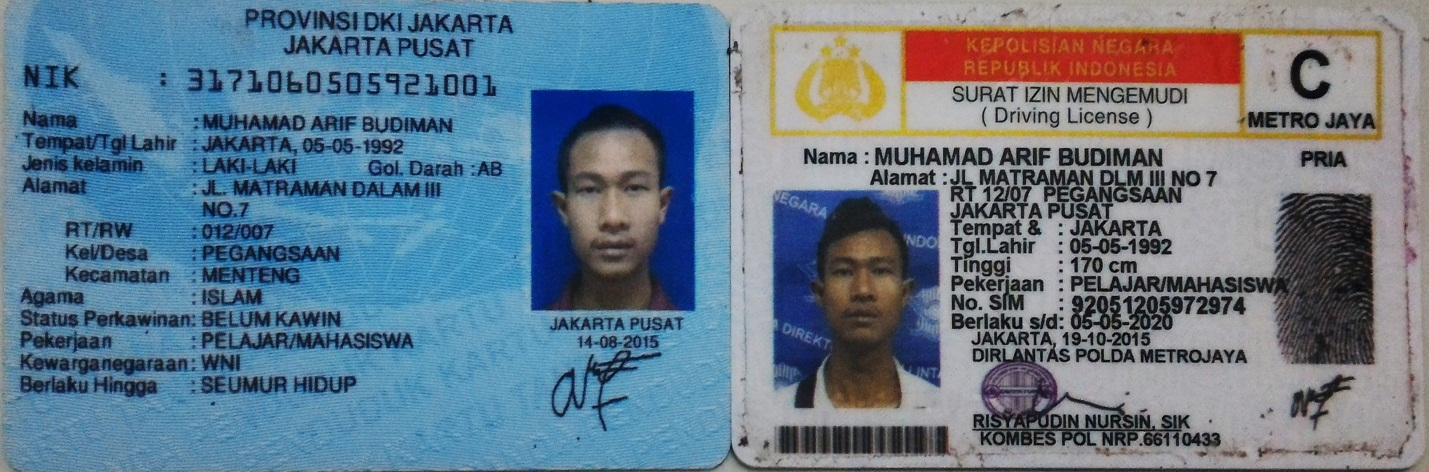 PROVINSI DKI JAKARTA
JAKARTA PUSAT
NIK : 3171060505921001
Nama : MUHAMAD ARIF BUDIMAN
Tempat/Tgl Lahir : JAKARTA, 05-05-1992
Jenis kelamin : LAKI-LAKI Gol. Darah : AB
Alamat : JL. MATRAMAN DALAM III
NO.7
RT/RW : 012/007
Kel/Desa : PEGANGSAAN
Kecamatan : MENTENG
Agama : ISLAM
Status Perkawinan: BELUM KAWIN
Pekerjaan : PELAJAR/MAHASISWA
Kewarganegaraan: WNI
Berlaku Hingga : SEUMUR HIDUP
JAKARTA PUSAT
14-08-2015
KEPOLISIAN NEGARA
REPUBLIK INDONESIA
SURAT IZIN MENGEMUDI
( Driving License )
C
METRO JAYA
Nama : MUHAMAD ARIF BUDIMAN
PRIA
Alamat : JL MATRAMAN DLM III NO 7
RT 12/07 PEGANGSAAN
JAKARTA PUSAT
Tempat & : JAKARTA
Tgl.Lahir : 05-05-1992
Tinggi : 170 cm
Pekerjaan : PELAJAR/MAHASISWA
No. SIM : 92051205972974
Berlaku s/d: 05-05-2020
JAKARTA, 19-10-2015
DIRLANTAS POLDA METROJAYA
RISYAPUDIN NURSIN, SIK
KOMBES POL NRP.66110433